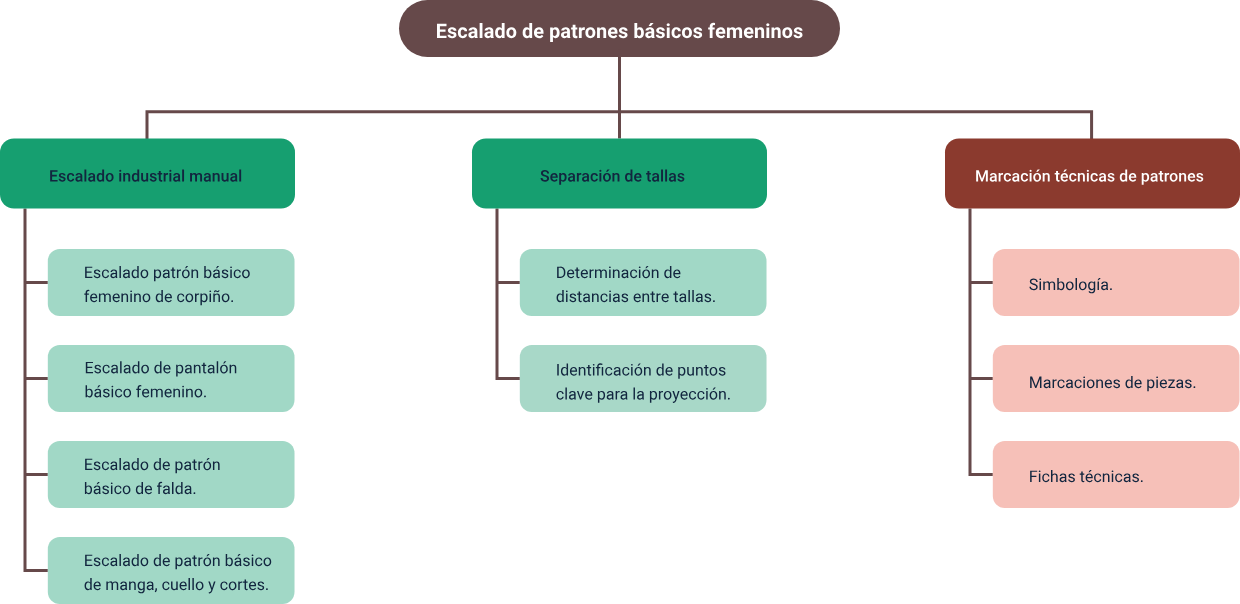 Escalado de patrones básicos femeninos
Escalado industrial manual
Escalado patrón básico
femenino de corpiño.
Escalado de pantalón
básico femenino.
Escalado de patrón
básico de falda.
Escalado de patrón básico
de manga, cuello y cortes.
Separación de tallas
Determinación de
distancias entre tallas.
Identificación de puntos
clave para la proyección.
Marcación técnicas de patrones
Simbología.
Marcaciones de piezas.
Fichas técnicas.